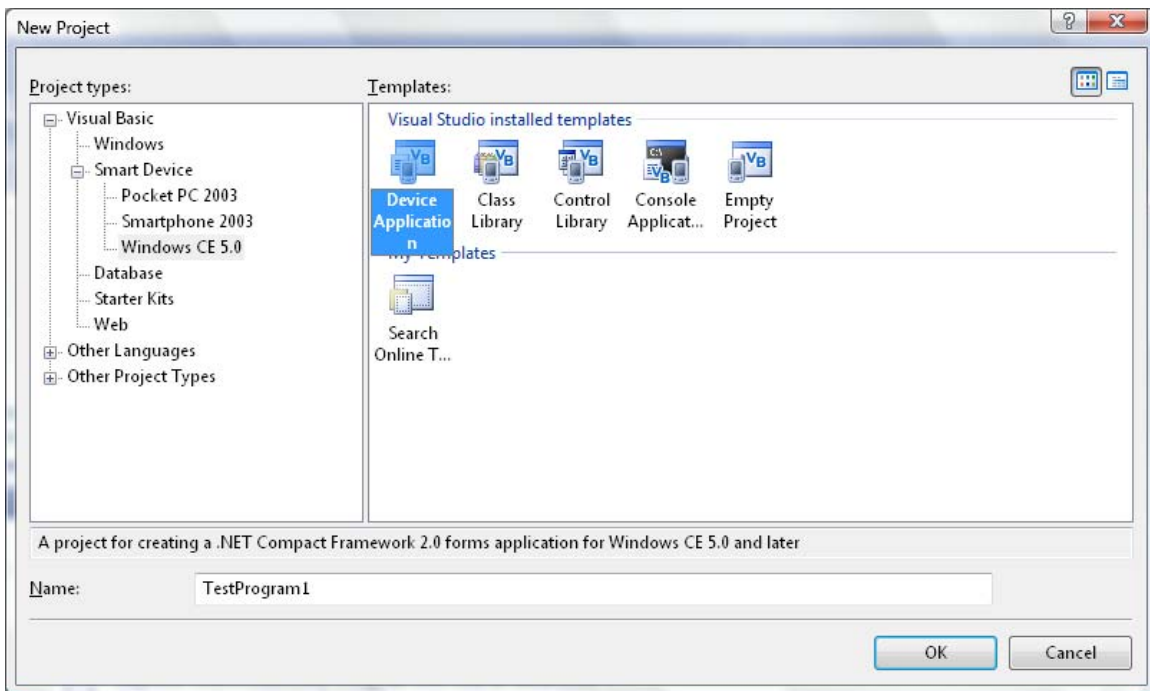 New Project
Project types:
Visual Basic
Windows
Smart Device
Pocket PC 2003
Smartphone 2003
Windows CE 5.0
Database
Starter Kits
Web
Other Languages
Other Project Types
Templates:
Visual Studio installed templates
Device
Applicatio
n
Class
Library
Control
Library
Console
Applicat...
Empty
Project
My Templates
Search
Online T...
A project for creating a .NET Compact Framework 2.0 forms application for Windows CE 5.0 and later
Name:
TestProgram1
OK
Cancel